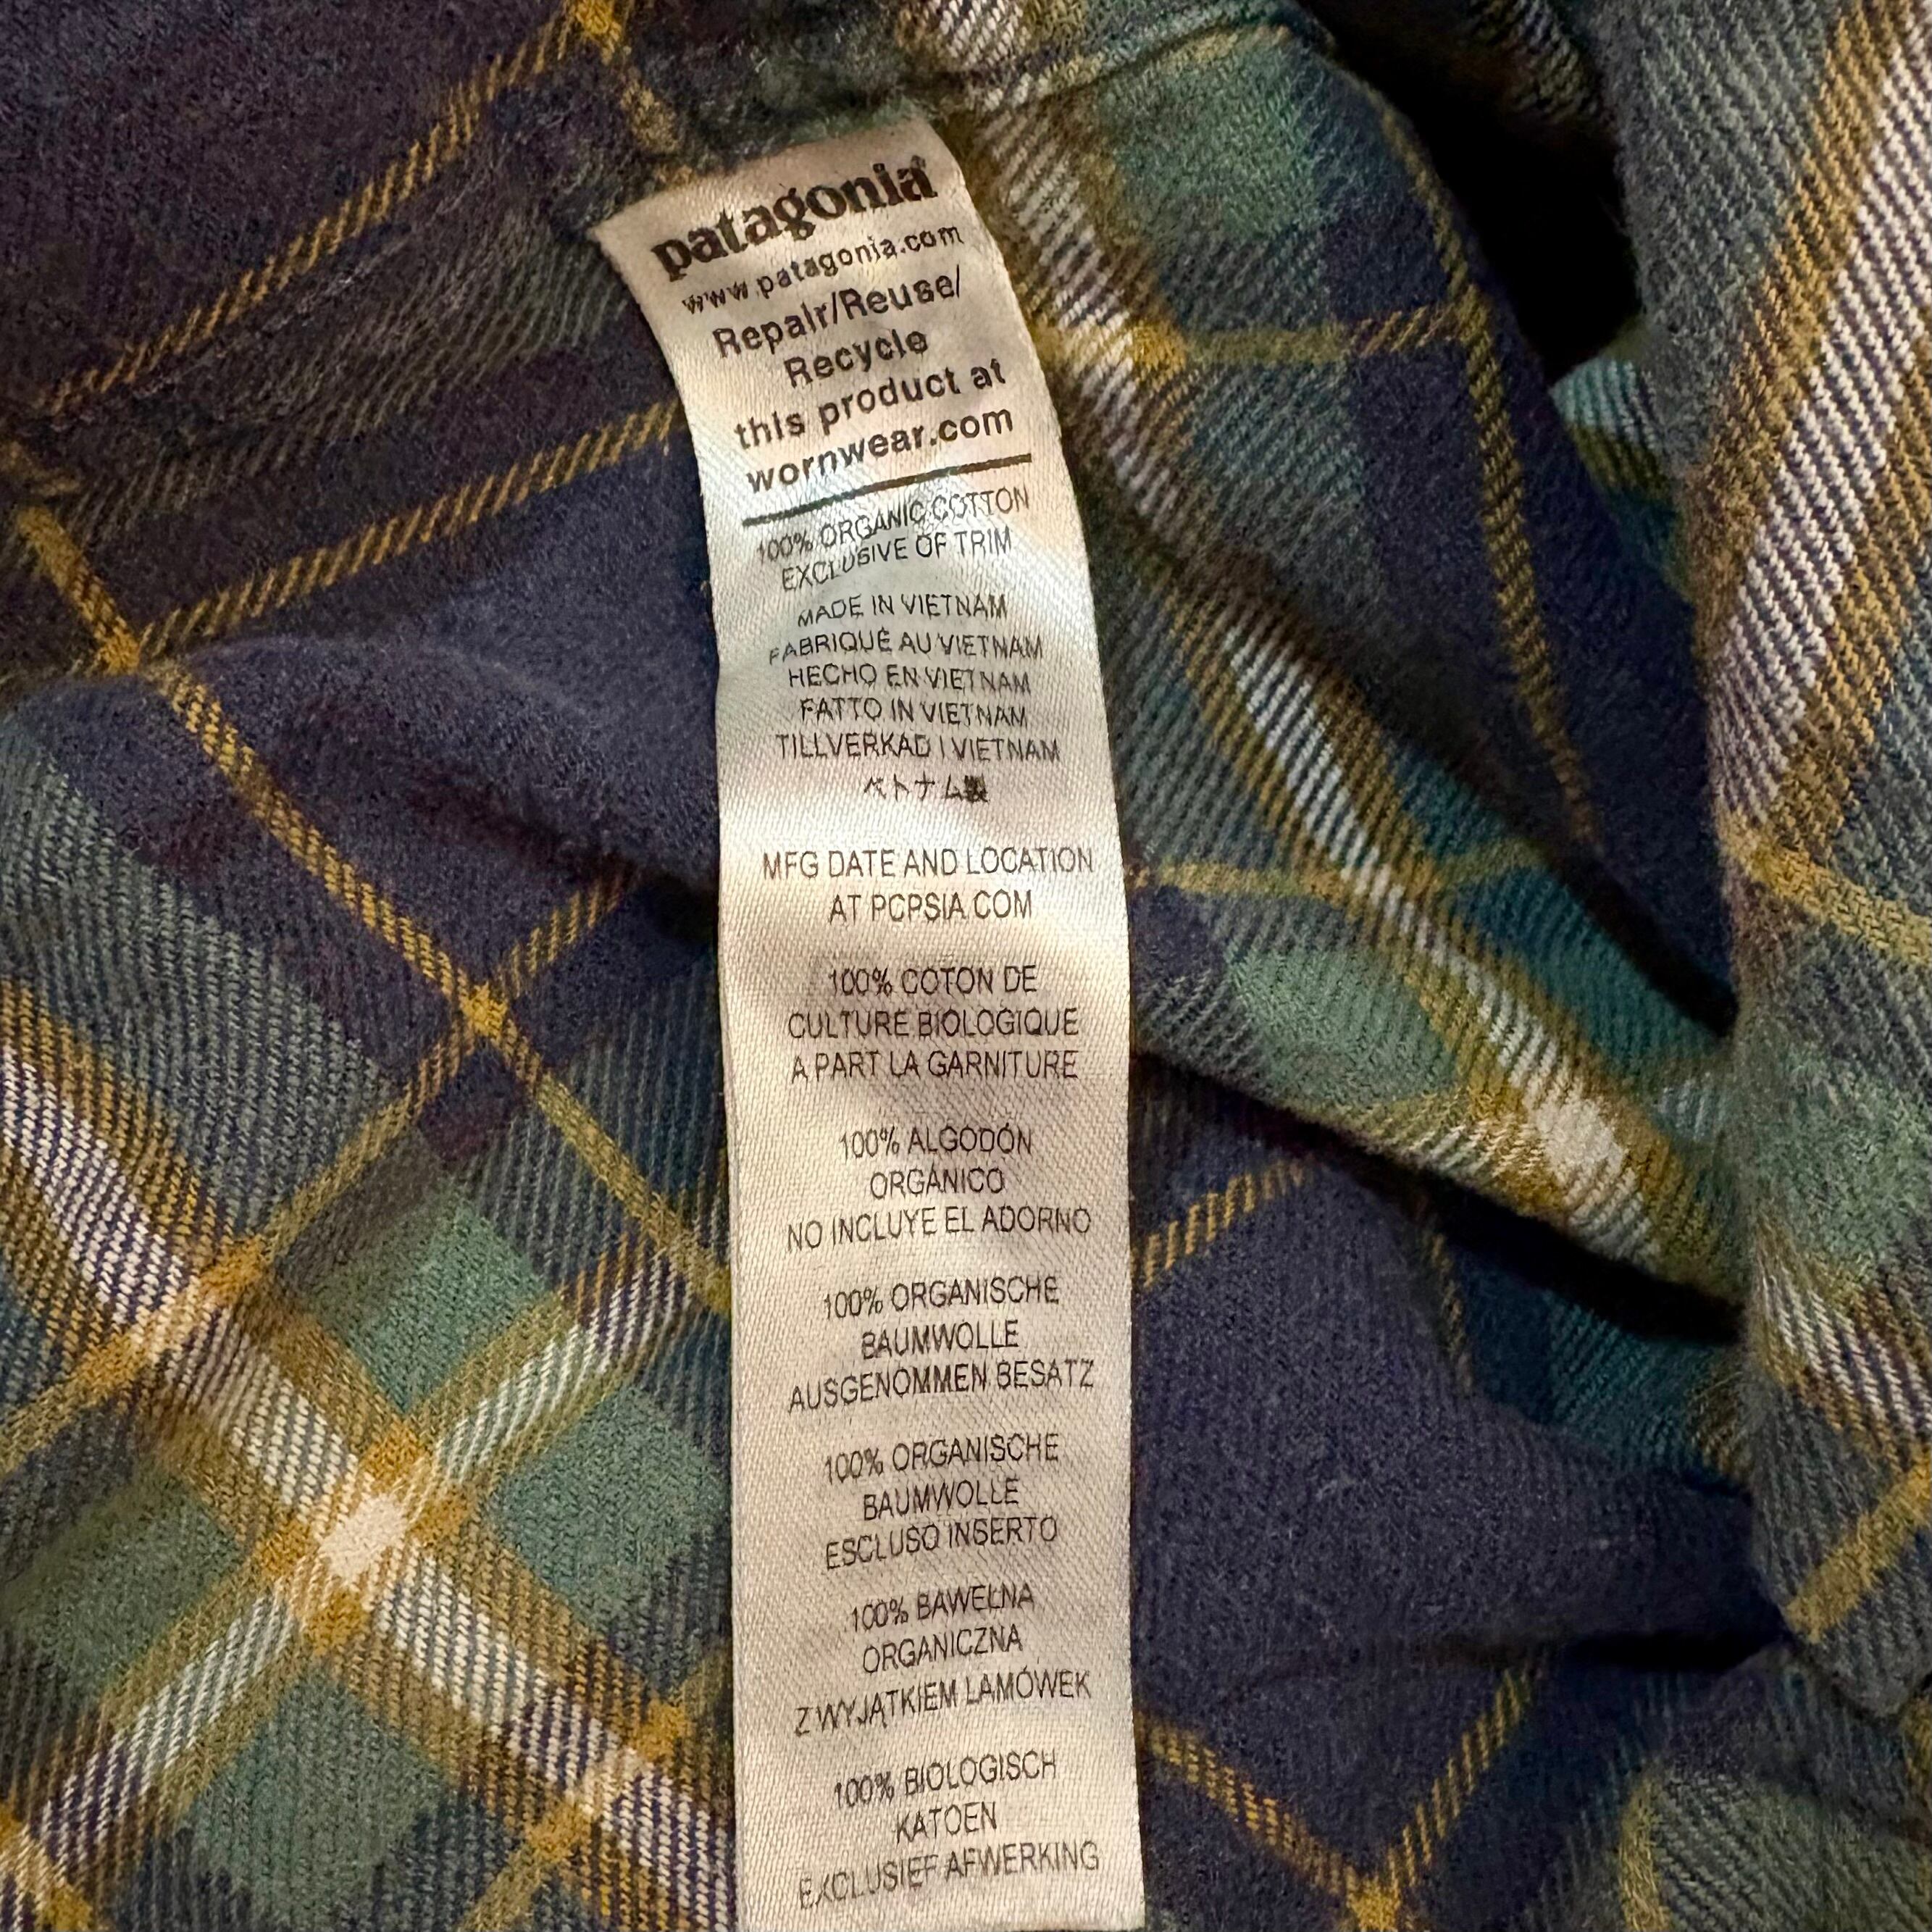 patagonia®
www.patagonia.com
Repair/Reuse/
Recycle
this product at
wornwear.com
100% ORGANIC COTTON
EXCLUSIVE OF TRIM
MADE IN VIETNAM
FABRIQUÉ AU VIETNAM
HECHO EN VIETNAM
FATTO IN VIETNAM
TILLVERKAD I VIETNAM
ベトナム製
MFG DATE AND LOCATION
AT PCPSIA.COM
100% COTON DE
CULTURE BIOLOGIQUE
A PART LA GARNITURE
100% ALGODÓN
ORGÁNICO
NO INCLUYE EL ADORNO
100% ORGANISCHE
BAUMWOLLE
AUSGENOMMEN BESATZ
100% ORGANISCHE
BAUMWOLLE
ESCLUSO INSERTO
100% BAWEŁNA
ORGANICZNA
Z WYJĄTKIEM LAMÓWEK
100% BIOLOGISCH
KATOEN
EXCLUSIEF AFWERKING